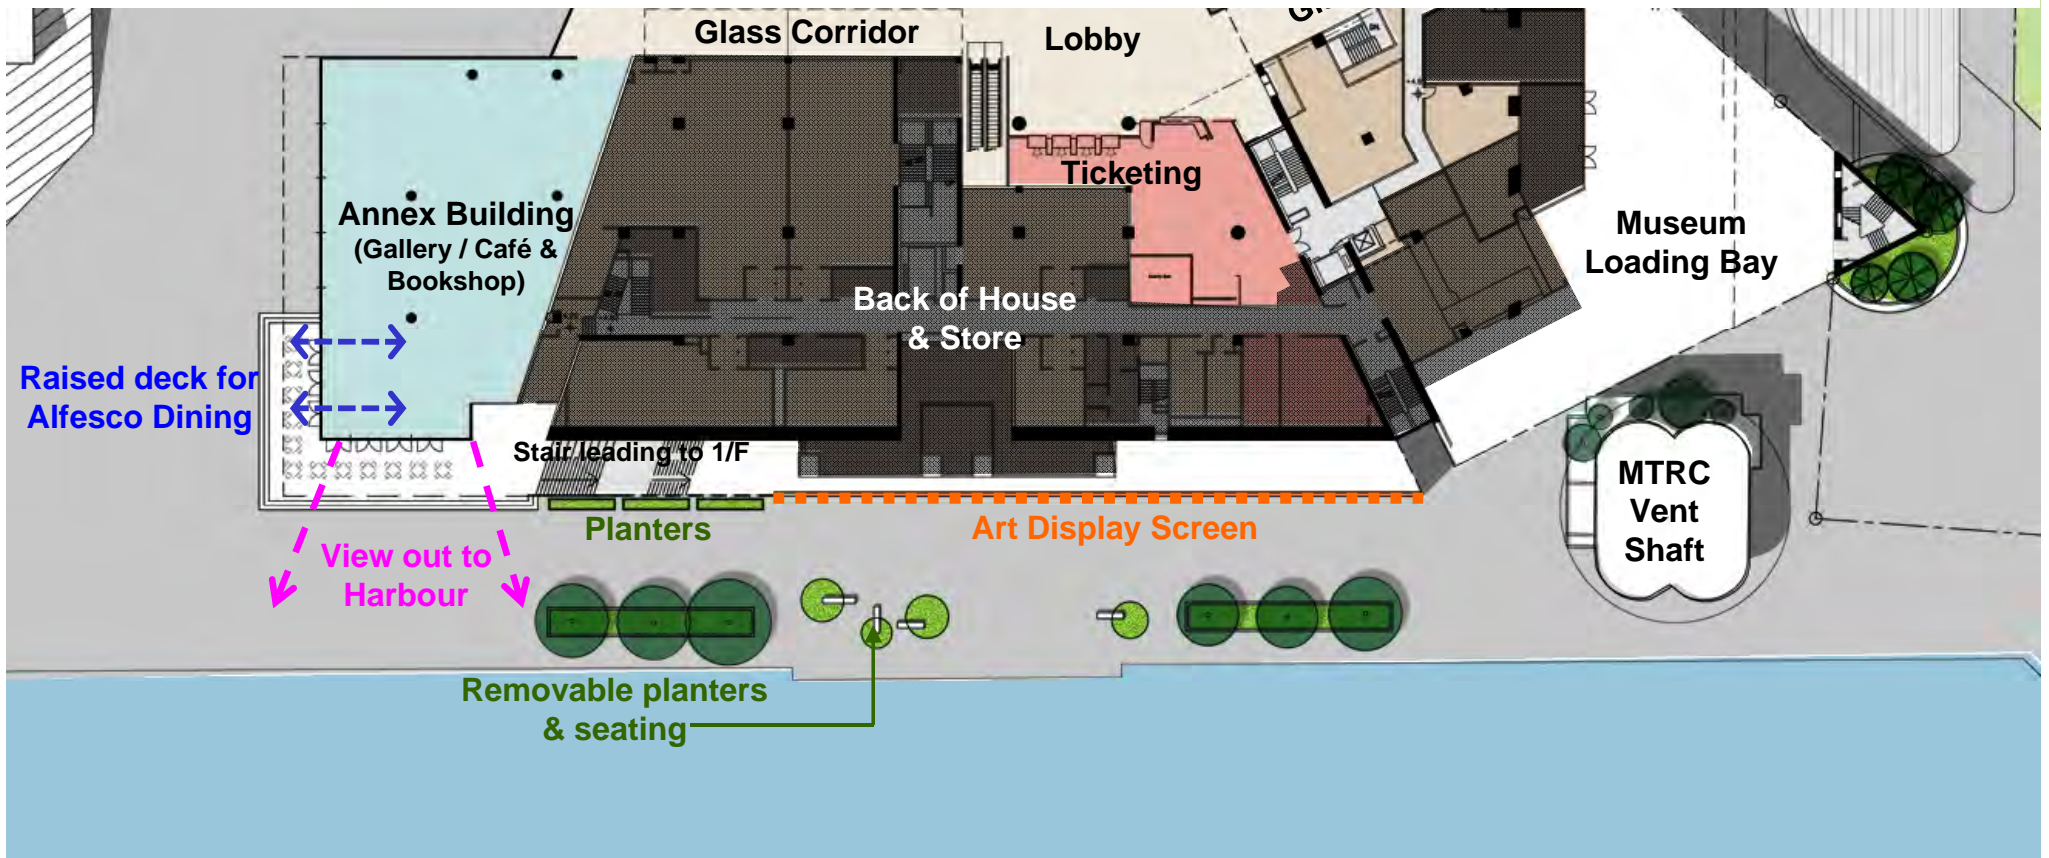 Glass Corridor
Lobby
Ticketing
Annex Building
(Gallery / Café &
Bookshop)
Museum
Loading Bay
Back of House
& Store
Raised deck for
Alfesco Dining
Stair leading to 1/F
MTRC
Vent
Shaft
Planters
Art Display Screen
View out to
Harbour
Removable planters
& seating